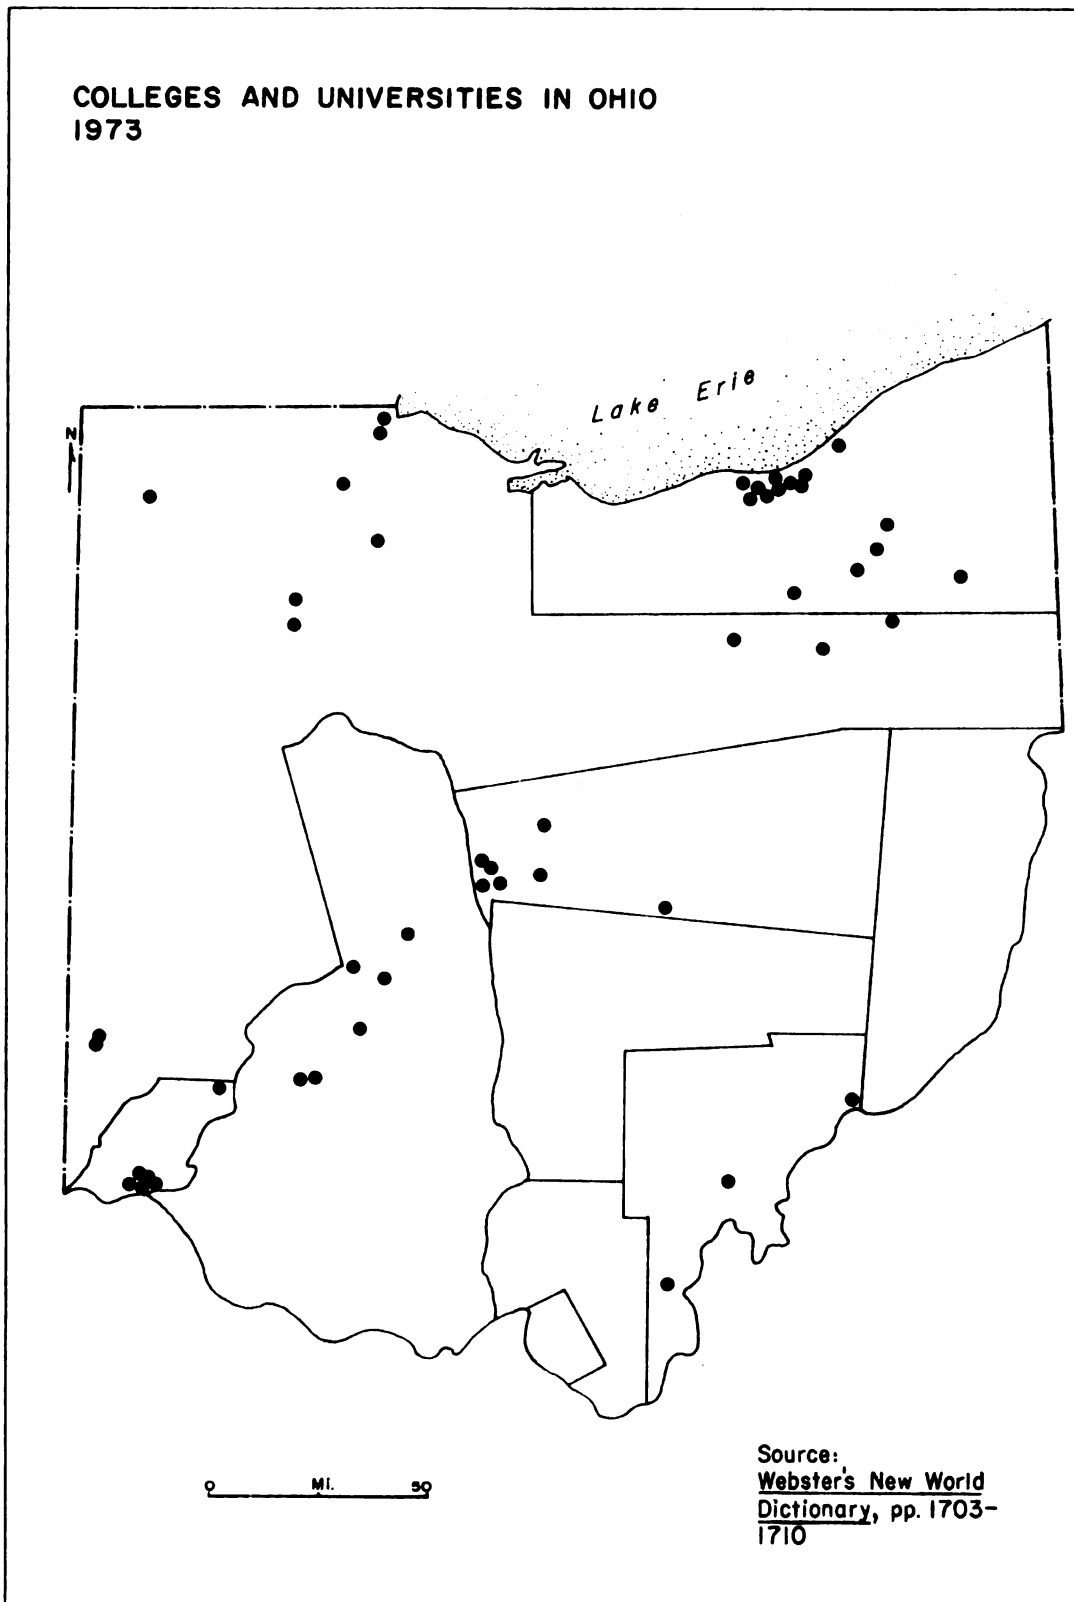 COLLEGES AND UNIVERSITIES IN OHIO
1973
Lake Erie
N
0 MI. 50
Source:
Webster's New World
Dictionary, pp. 1703-
1710